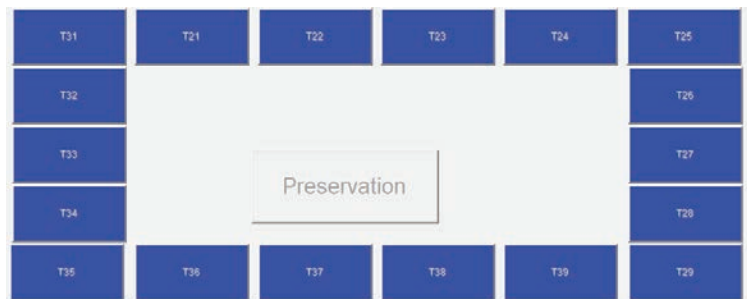 T31 T21 T22 T23 T24 T25
T32 T26
T33 T27
Preservation
T34 T28
T35 T36 T37 T38 T39 T29